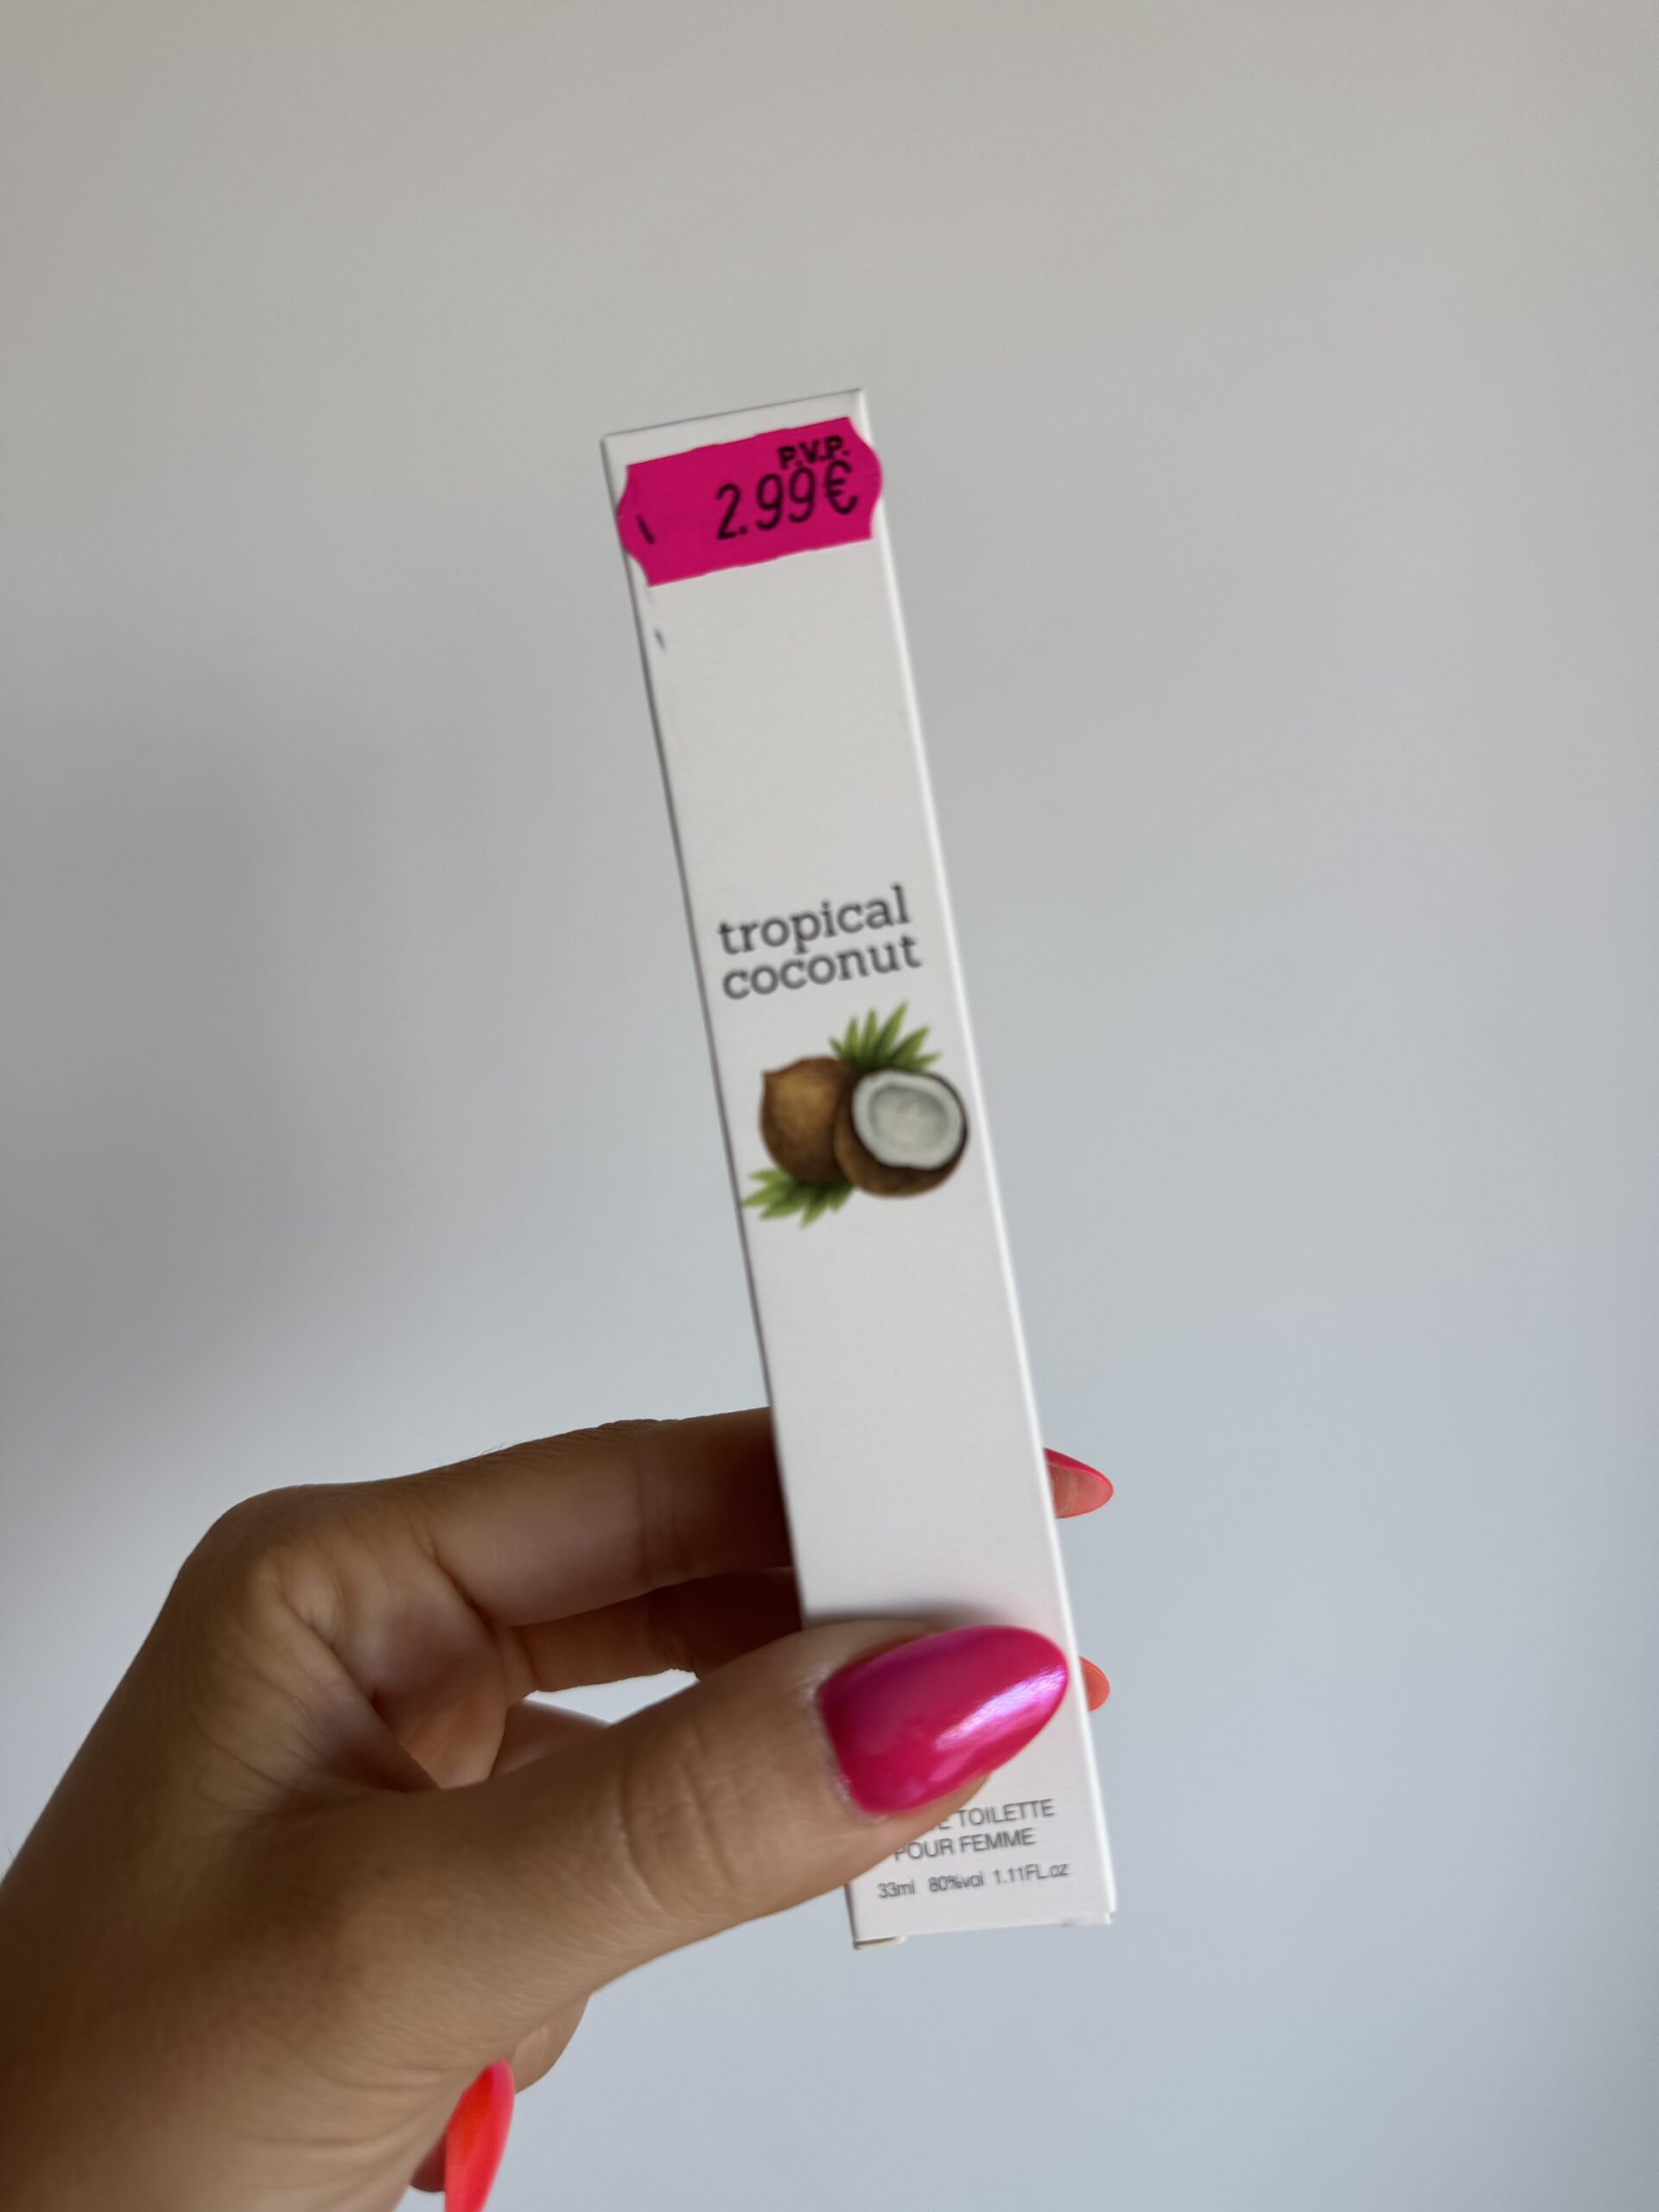 P.V.P.
2.99€
tropical
coconut
TOILETTE
POUR FEMME
33ml 80%vol 1.11FL.oz